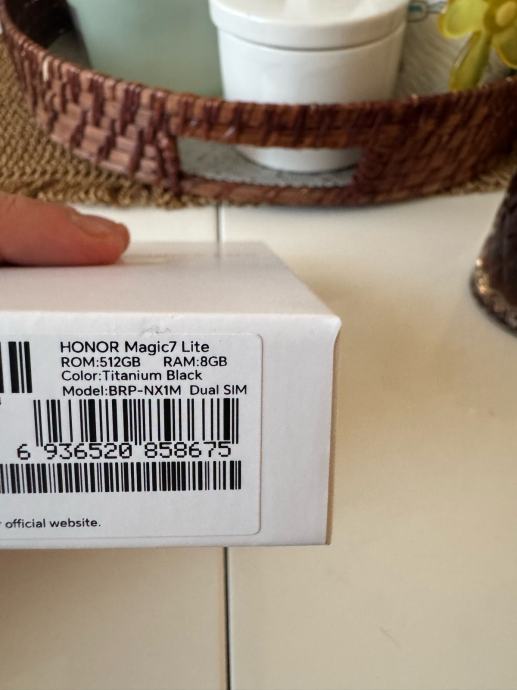 HONOR Magic7 Lite
ROM:512GB RAM:8GB
Color:Titanium Black
Model:BRP-NX1M Dual SIM
6 936520 858675
official website.